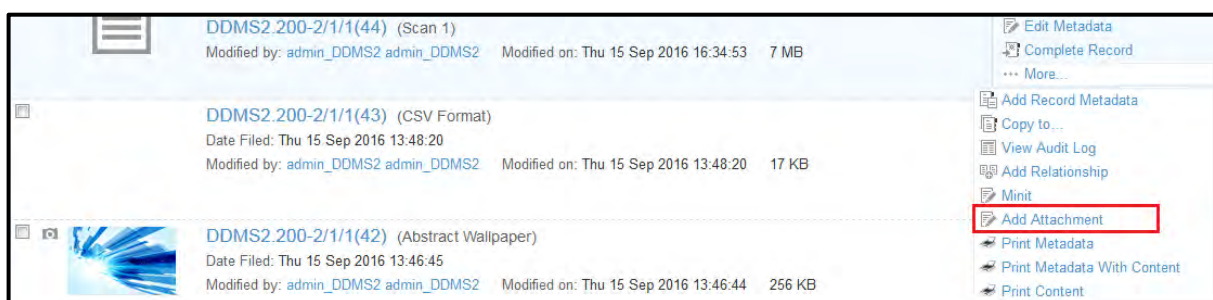 DDMS2.200-2/1/1(44) (Scan 1)
Modified by: admin_DDMS2 admin_DDMS2 Modified on: Thu 15 Sep 2016 16:34:53 7 MB
DDMS2.200-2/1/1(43) (CSV Format)
Date Filed: Thu 15 Sep 2016 13:48:20
Modified by: admin_DDMS2 admin_DDMS2 Modified on: Thu 15 Sep 2016 13:48:20 17 KB
DDMS2.200-2/1/1(42) (Abstract Wallpaper)
Date Filed: Thu 15 Sep 2016 13:46:45
Modified by: admin_DDMS2 admin_DDMS2 Modified on: Thu 15 Sep 2016 13:46:44 256 KB
Edit Metadata
Complete Record
More...
Add Record Metadata
Copy to...
View Audit Log
Add Relationship
Minit
Add Attachment
Print Metadata
Print Metadata With Content
Print Content